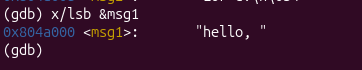 (gdb) x/lsb &msg1
0x804a000 <msg1>:       "hello, "
(gdb)